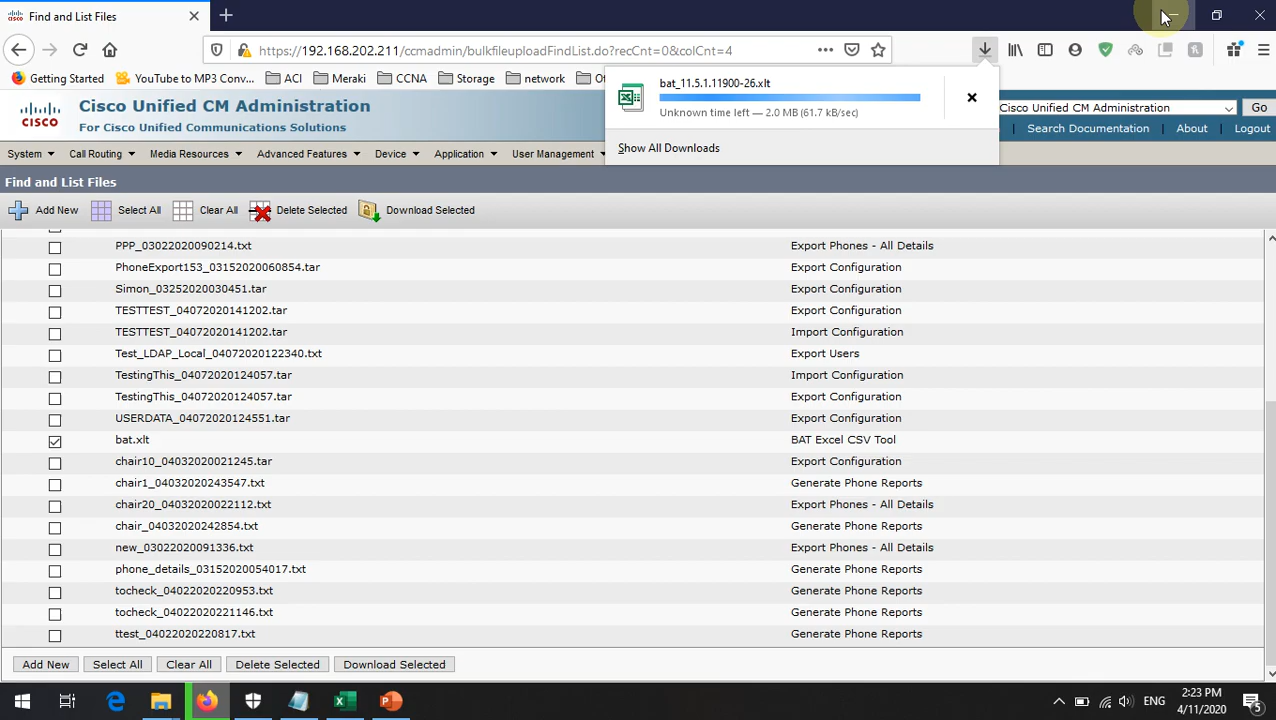 Find and List Files
https://192.168.202.211/ccmadmin/bulkfileuploadFindList.do?recCnt=0&colCnt=4
Getting Started
YouTube to MP3 Conv...
ACI
Meraki
CCNA
Storage
network
Ot
bat_11.5.1.11900-26.xlt
Unknown time left — 2.0 MB (61.7 kB/sec)
Show All Downloads
CISCO
Cisco Unified CM Administration
For Cisco Unified Communications Solutions
Cisco Unified CM Administration
Go
Search Documentation
About
Logout
System
Call Routing
Media Resources
Advanced Features
Device
Application
User Management
Find and List Files
Add New
Select All
Clear All
Delete Selected
Download Selected
PPP_03022020090214.txt Export Phones - All Details
PhoneExport153_03152020060854.tar Export Configuration
Simon_03252020030451.tar Export Configuration
TESTTEST_04072020141202.tar Export Configuration
TESTTEST_04072020141202.tar Import Configuration
Test_LDAP_Local_04072020122340.txt Export Users
TestingThis_04072020124057.tar Import Configuration
TestingThis_04072020124057.tar Export Configuration
USERDATA_04072020124551.tar Export Configuration
bat.xlt BAT Excel CSV Tool
chair10_04032020021245.tar Export Configuration
chair1_04032020243547.txt Generate Phone Reports
chair20_04032020022112.txt Export Phones - All Details
chair_04032020242854.txt Generate Phone Reports
new_03022020091336.txt Export Phones - All Details
phone_details_03152020054017.txt Generate Phone Reports
tocheck_04022020220953.txt Generate Phone Reports
tocheck_04022020221146.txt Generate Phone Reports
ttest_04022020220817.txt Generate Phone Reports
Add New
Select All
Clear All
Delete Selected
Download Selected
ENG
2:23 PM
4/11/2020
5